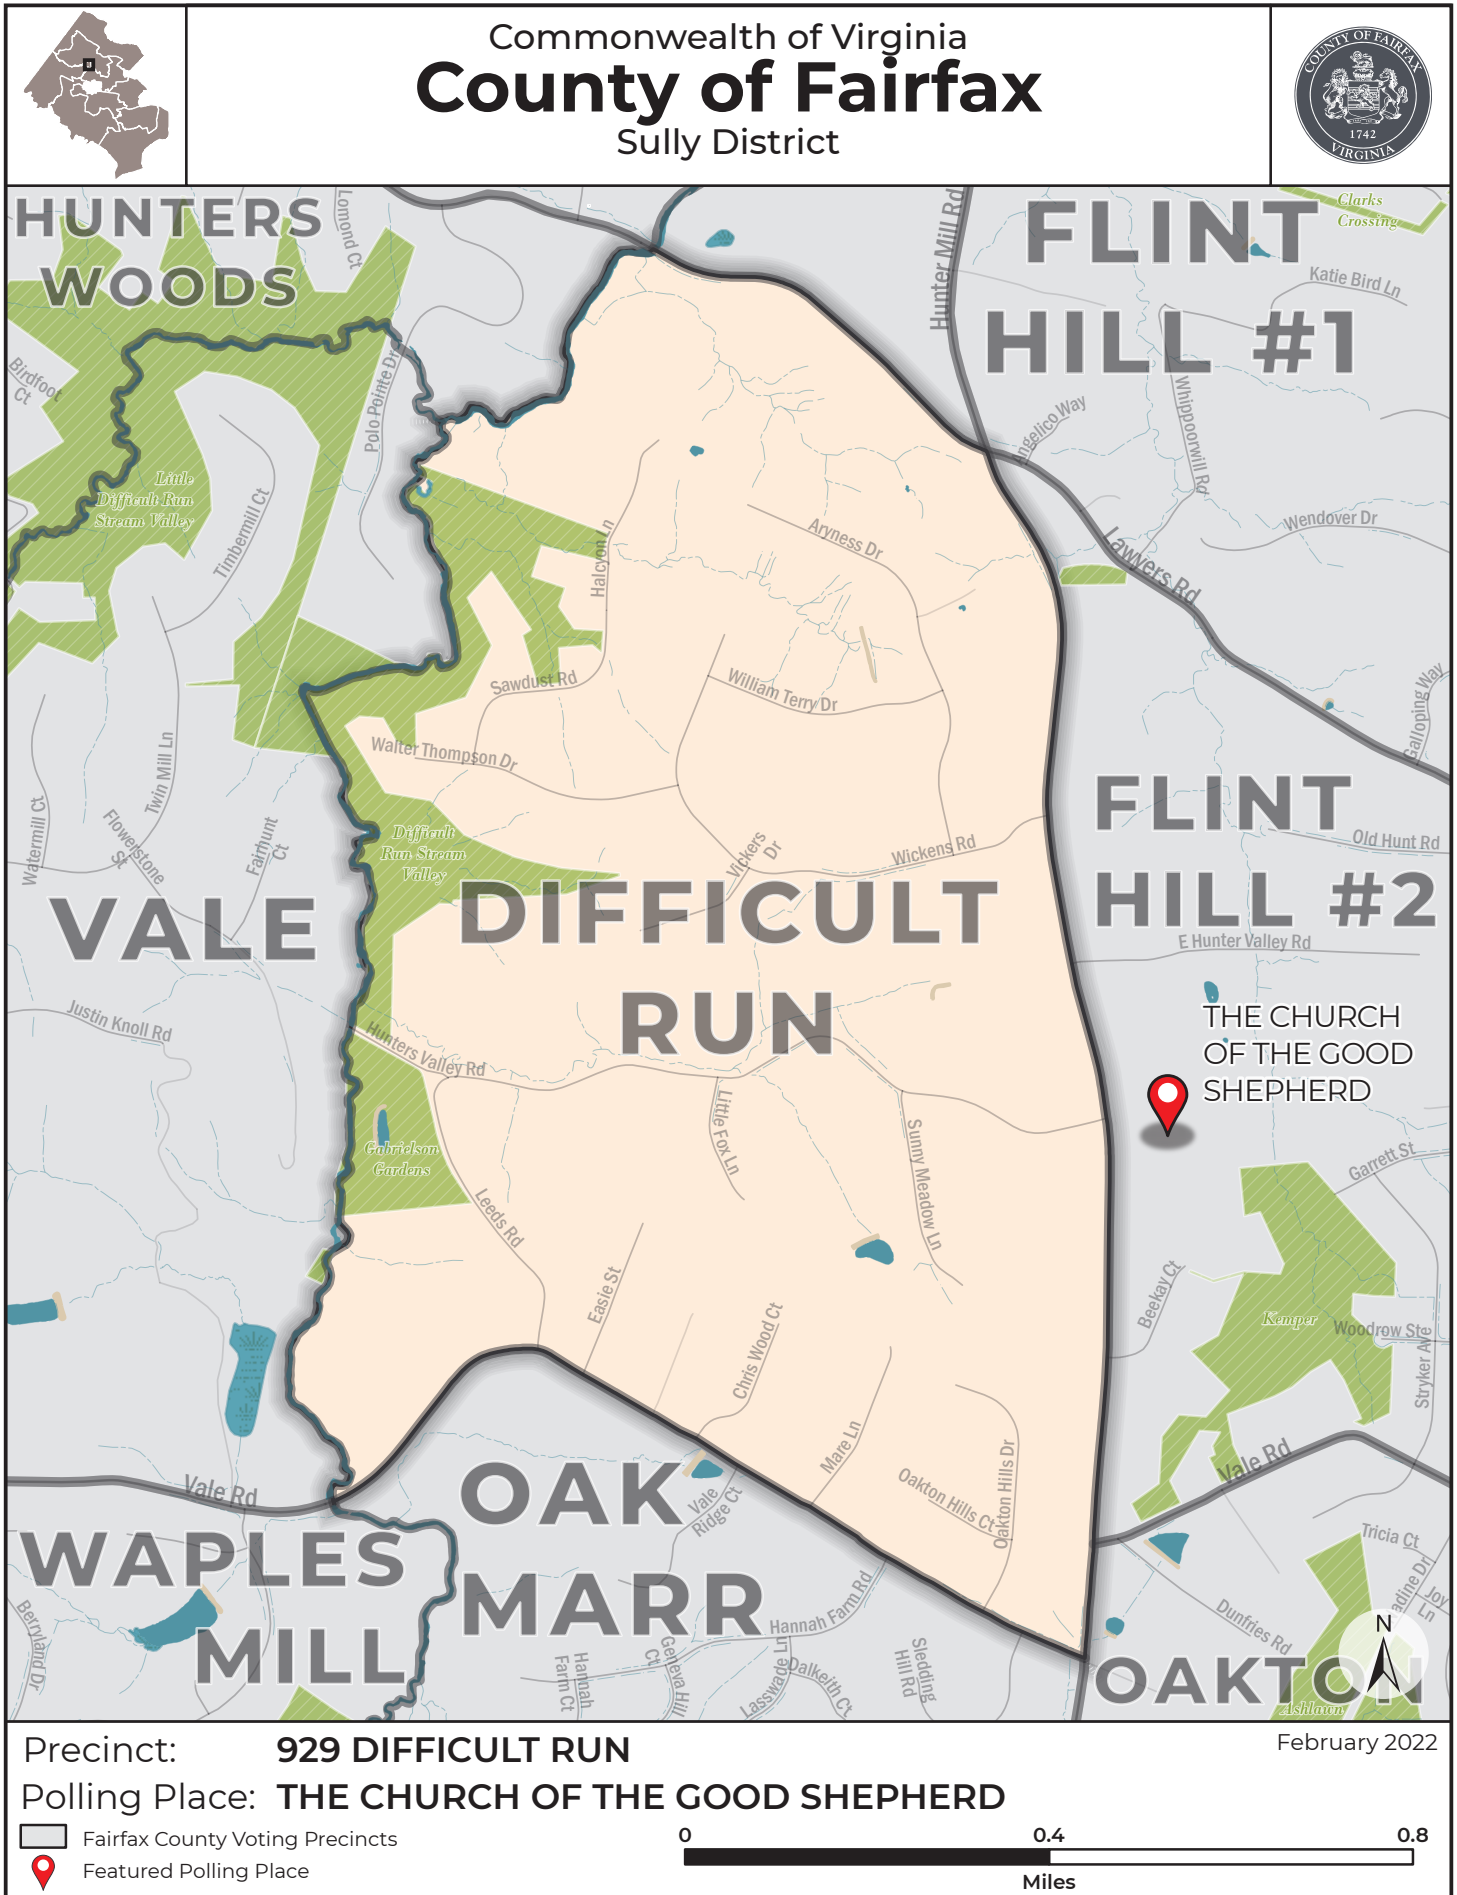 Commonwealth of Virginia
County of Fairfax
Sully District
COUNTY OF FAIRFAX
1742
VIRGINIA
HUNTERS
WOODS
Lomond Ct
Hunter Mill Rd
FLINT
HILL #1
Clarks
Crossing
Katie Bird Ln
Birdfoot
Ct
Polo Pointe Dr
Angelico Way
Whippoorwill Rd
Little
Difficult Run
Stream Valley
Timbermill Ct
Halcyon Ln
Aryness Dr
Wendover Dr
Lawyers Rd
Sawdust Rd
William Terry Dr
Galloping Way
Walter Thompson Dr
Twin Mill Ln
Watermill Ct
Flowerstone
St
Fairhunt
Ct
Difficult
Run Stream
Valley
Vickers
Dr
Wickens Rd
FLINT
HILL #2
Old Hunt Rd
VALE
DIFFICULT
RUN
E Hunter Valley Rd
Justin Knoll Rd
Hunters Valley Rd
THE CHURCH
OF THE GOOD
SHEPHERD
Little Fox Ln
Sunny Meadow Ln
Gabrielson
Gardens
Garrett St
Leeds Rd
Easie St
Chris Wood Ct
Beekay Ct
Kemper
Woodrow St
Stryker Ave
Mare Ln
Oakton Hills Ct
Oakton Hills Dr
Vale Rd
Vale Rd
OAK
MARR
Vale
Ridge Ct
WAPLES
MILL
Tricia Ct
adine Dr
Joy
Ln
Berryland Dr
Hannah Farm Rd
Dunfries Rd
Hannah
Farm Ct
Geneva Hill
Ct
Lasswade Ln
Dalkeith Ct
Sledding
Hill Rd
N
OAKTON
Ashlawn
Precinct: 929 DIFFICULT RUN
February 2022
Polling Place: THE CHURCH OF THE GOOD SHEPHERD
Fairfax County Voting Precincts
Featured Polling Place
0 0.4 0.8
Miles